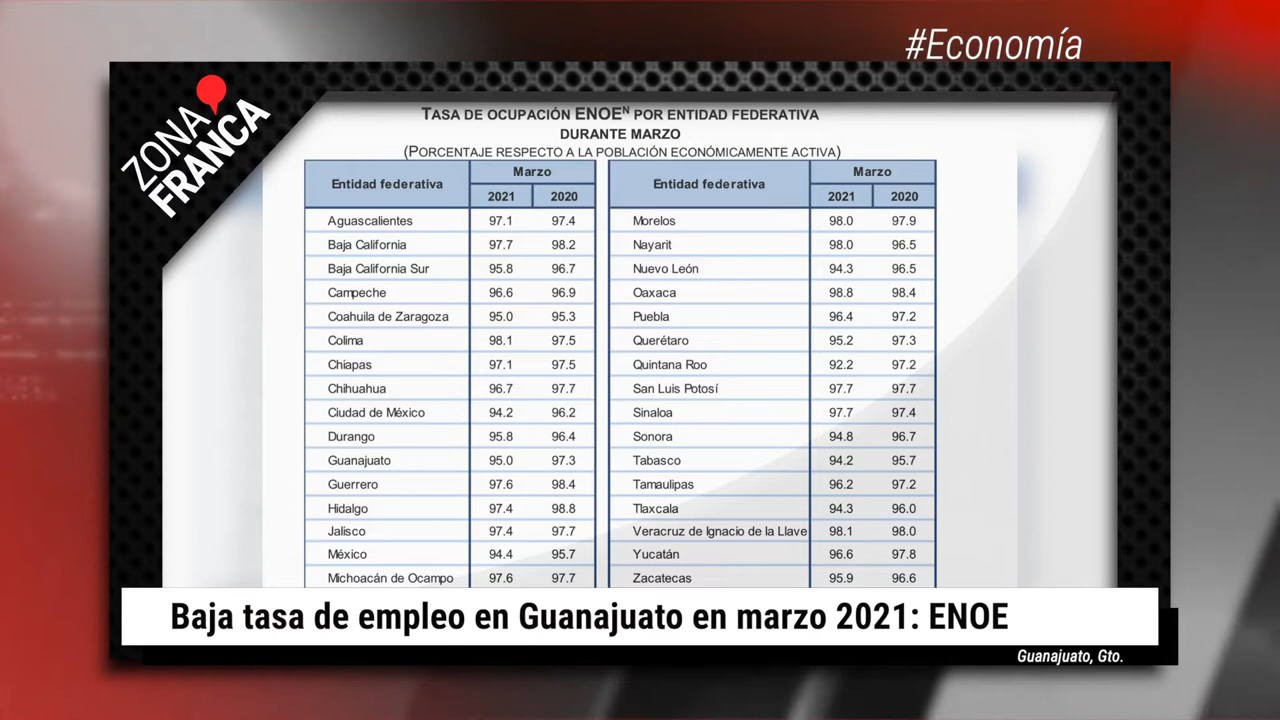 #Economía
ZONA
FRANCA
TASA DE OCUPACIÓN ENOEᴺ POR ENTIDAD FEDERATIVA
DURANTE MARZO
(PORCENTAJE RESPECTO A LA POBLACIÓN ECONÓMICAMENTE ACTIVA)
Entidad federativa Marzo Entidad federativa Marzo
2021 2020 2021 2020
Aguascalientes 97.1 97.4 Morelos 98.0 97.9
Baja California 97.7 98.2 Nayarit 98.0 96.5
Baja California Sur 95.8 96.7 Nuevo León 94.3 96.5
Campeche 96.6 96.9 Oaxaca 98.8 98.4
Coahuila de Zaragoza 95.0 95.3 Puebla 96.4 97.2
Colima 98.1 97.5 Querétaro 95.2 97.3
Chiapas 97.1 97.5 Quintana Roo 92.2 97.2
Chihuahua 96.7 97.7 San Luis Potosí 97.7 97.7
Ciudad de México 94.2 96.2 Sinaloa 97.7 97.4
Durango 95.8 96.4 Sonora 94.8 96.7
Guanajuato 95.0 97.3 Tabasco 94.2 95.7
Guerrero 97.6 98.4 Tamaulipas 96.2 97.2
Hidalgo 97.4 98.8 Tlaxcala 94.3 96.0
Jalisco 97.4 97.7 Veracruz de Ignacio de la Llave 98.1 98.0
México 94.4 95.7 Yucatán 96.6 97.8
Michoacán de Ocampo 97.6 97.7 Zacatecas 95.9 96.6
Baja tasa de empleo en Guanajuato en marzo 2021: ENOE
Guanajuato, Gto.